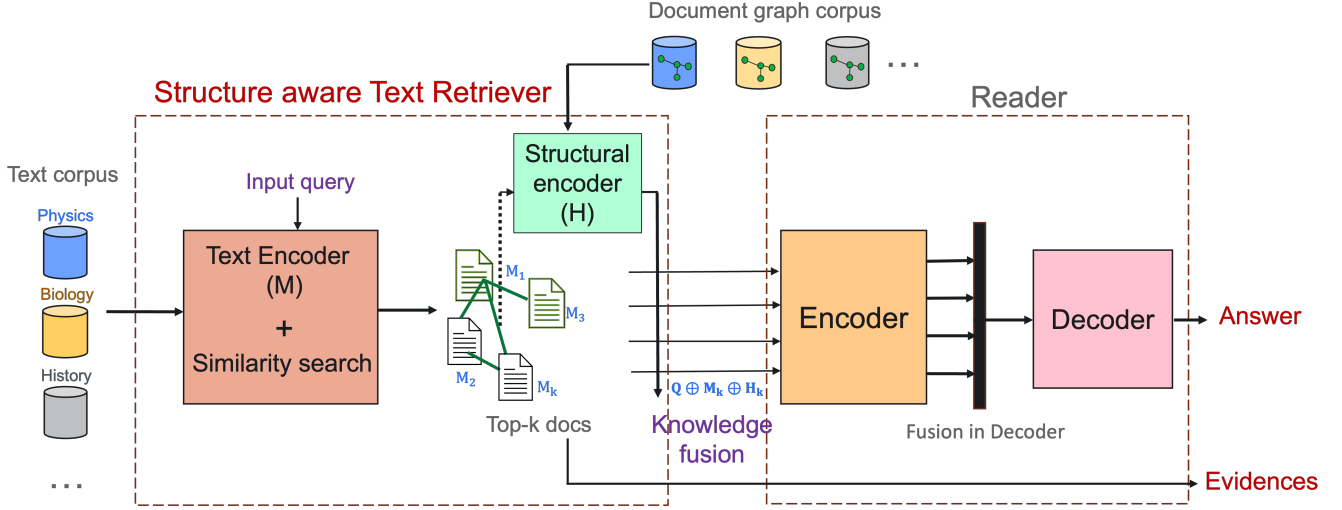 Document graph corpus
...
Structure aware Text Retriever
Reader
Text corpus
Physics
Biology
History
...
Input query
Text Encoder
(M)
+
Similarity search
Structural
encoder
(H)
M₁
M₃
M₂
Mₖ
Top-k docs
Q ⊕ Mₖ ⊕ Hₖ
Knowledge
fusion
Encoder
Fusion in Decoder
Decoder
Answer
Evidences